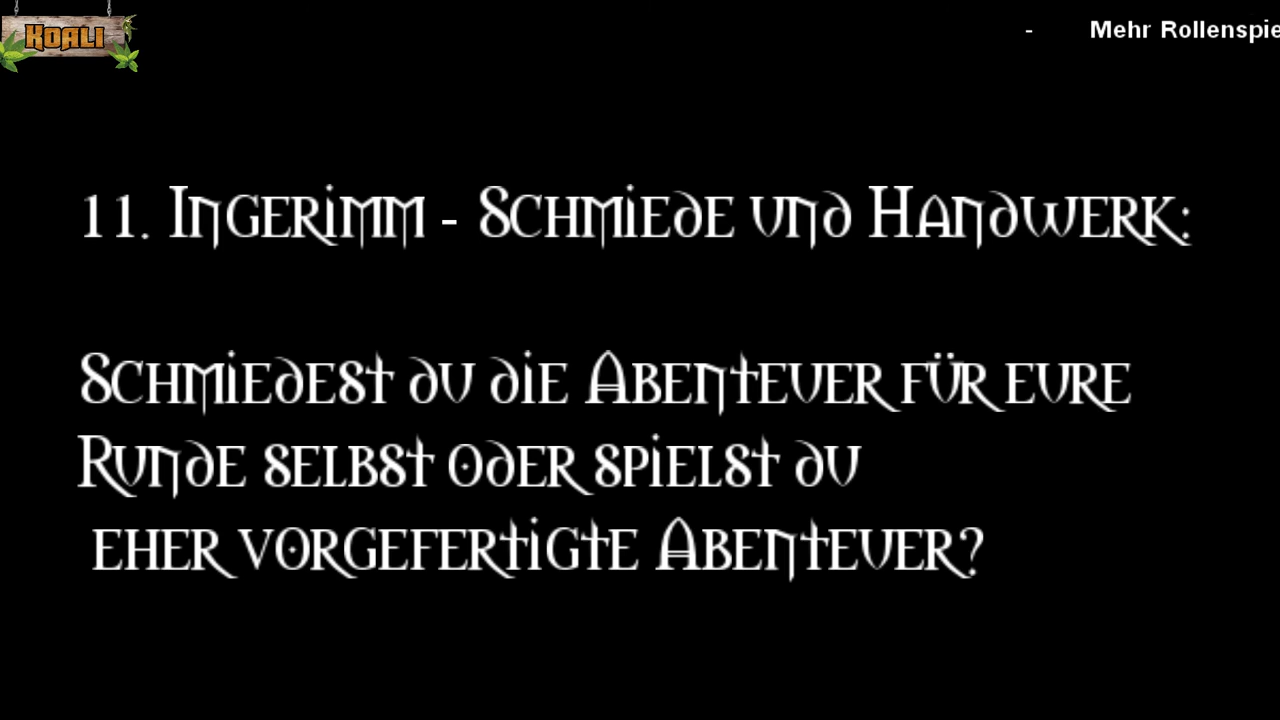 KOALI
- Mehr Rollenspie
11. Ingerimm - Schmiede und Handwerk:
Schmiedest du die Abenteuer für eure
Runde selbst oder spielst du
eher vorgefertigte Abenteuer?